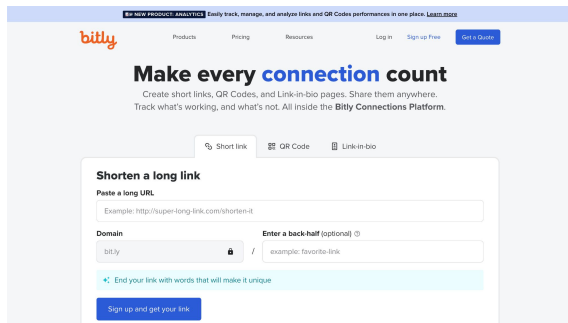 NEW PRODUCT: ANALYTICS Easily track, manage, and analyze links and QR Codes performances in one place. Learn more
bitly Products Pricing Resources Log in Sign up Free Get a Quote
Make every connection count
Create short links, QR Codes, and Link-in-bio pages. Share them anywhere.
Track what's working, and what's not. All inside the Bitly Connections Platform.
Short link QR Code Link-in-bio
Shorten a long link
Paste a long URL
Example: http://super-long-link.com/shorten-it
Domain Enter a back-half (optional)
bit.ly / example: favorite-link
End your link with words that will make it unique
Sign up and get your link